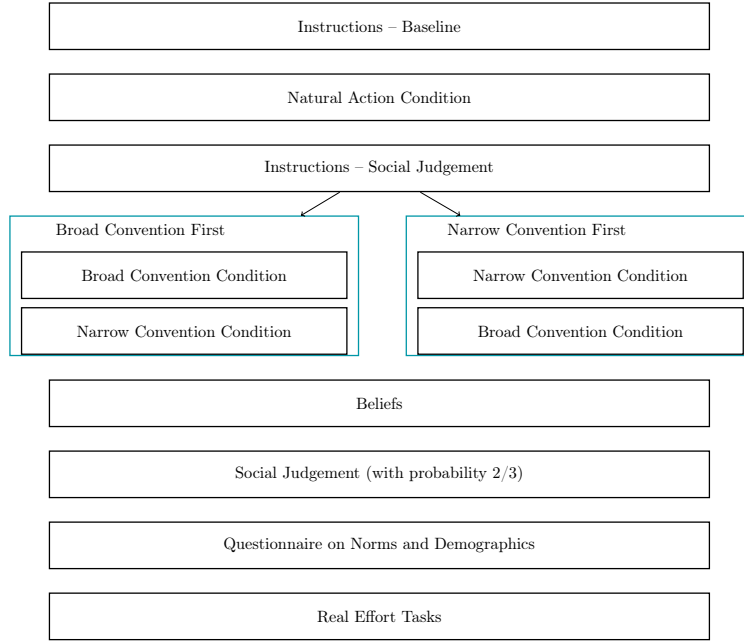 Instructions – Baseline
Natural Action Condition
Instructions – Social Judgement
Broad Convention First
Broad Convention Condition
Narrow Convention Condition
Narrow Convention First
Narrow Convention Condition
Broad Convention Condition
Beliefs
Social Judgement (with probability 2/3)
Questionnaire on Norms and Demographics
Real Effort Tasks